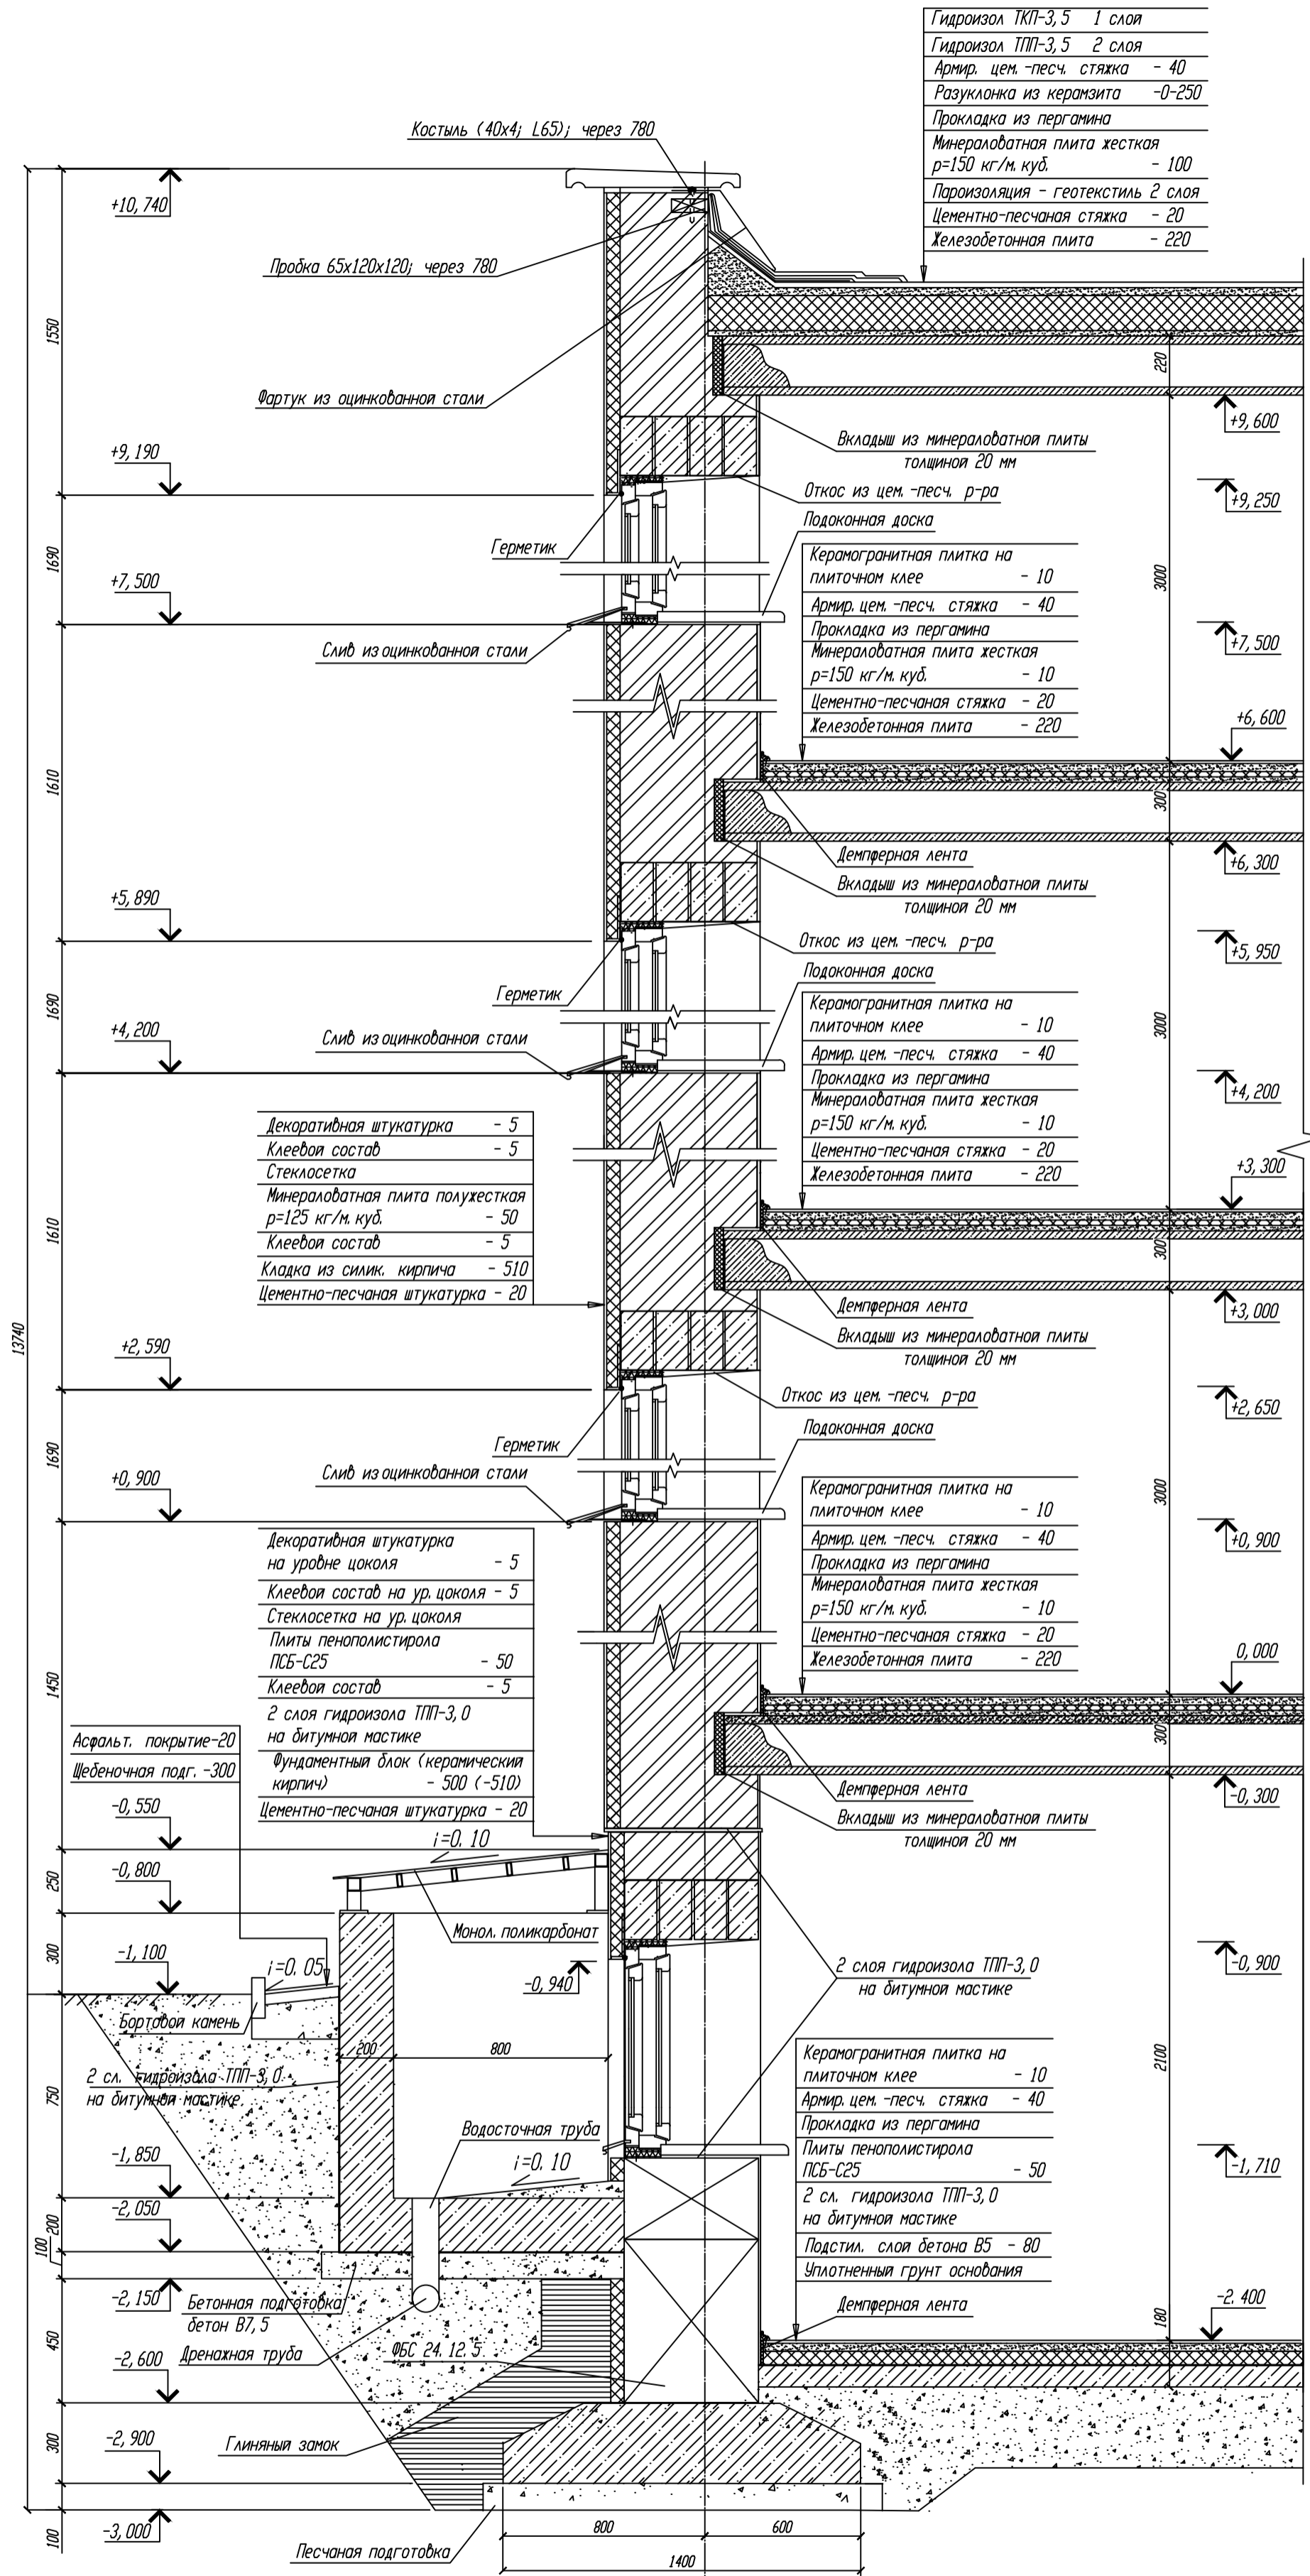 Гидроизол ТКП-3,5 1 слой
Гидроизол ТПП-3,5 2 слоя
Армир. цем.-песч. стяжка - 40
Разуклонка из керамзита -0-250
Прокладка из пергамина
Минераловатная плита жесткая
р=150 кг/м. куб. - 100
Пароизоляция - геотекстиль 2 слоя
Цементно-песчаная стяжка - 20
Железобетонная плита - 220
Костыль (40х4; L65); через 780
+10,740
Пробка 65х120х120; через 780
1550
220
Фартук из оцинкованной стали
+9,600
Вкладыш из минераловатной плиты
толщиной 20 мм
+9,190
Откос из цем.-песч. р-ра
+9,250
Подоконная доска
Герметик
1690
+7,500
Слив из оцинкованной стали
Керамогранитная плитка на
плиточном клее - 10
Армир. цем.-песч. стяжка - 40
Прокладка из пергамина
Минераловатная плита жесткая
р=150 кг/м. куб. - 10
Цементно-песчаная стяжка - 20
Железобетонная плита - 220
3000
+7,500
+6,600
1610
300
Демпферная лента
+6,300
Вкладыш из минераловатной плиты
толщиной 20 мм
+5,890
Откос из цем.-песч. р-ра
+5,950
Подоконная доска
Герметик
1690
+4,200
Слив из оцинкованной стали
Керамогранитная плитка на
плиточном клее - 10
Армир. цем.-песч. стяжка - 40
Прокладка из пергамина
Минераловатная плита жесткая
р=150 кг/м. куб. - 10
Цементно-песчаная стяжка - 20
Железобетонная плита - 220
3000
+4,200
+3,300
Декоративная штукатурка - 5
Клеевой состав - 5
Стеклосетка
Минераловатная плита полужесткая
р=125 кг/м. куб. - 50
Клеевой состав - 5
Кладка из силик. кирпича - 510
Цементно-песчаная штукатурка - 20
1610
300
Демпферная лента
+3,000
Вкладыш из минераловатной плиты
толщиной 20 мм
13740
+2,590
Откос из цем.-песч. р-ра
+2,650
Подоконная доска
Герметик
1690
+0,900
Слив из оцинкованной стали
Керамогранитная плитка на
плиточном клее - 10
Армир. цем.-песч. стяжка - 40
Прокладка из пергамина
Минераловатная плита жесткая
р=150 кг/м. куб. - 10
Цементно-песчаная стяжка - 20
Железобетонная плита - 220
3000
+0,900
0,000
Декоративная штукатурка
на уровне цоколя - 5
Клеевой состав на ур. цоколя - 5
Стеклосетка на ур. цоколя
Плиты пенополистирола
ПСБ-С25 - 50
Клеевой состав - 5
2 слоя гидроизола ТПП-3,0
на битумной мастике
Фундаментный блок (керамический
кирпич) - 500 (-510)
Цементно-песчаная штукатурка - 20
1450
300
Асфальт. покрытие-20
Щебеночная подг. -300
Демпферная лента
-0,300
Вкладыш из минераловатной плиты
толщиной 20 мм
-0,550
i=0.10
250
-0,800
Монол. поликарбонат
300
-1,100
i=0.05
-0,940
2 слоя гидроизола ТПП-3,0
на битумной мастике
-0,900
Бортовой камень
200
800
2 сл. гидроизола ТПП-3,0
на битумной мастике
750
Водосточная труба
i=0.10
Керамогранитная плитка на
плиточном клее - 10
Армир. цем.-песч. стяжка - 40
Прокладка из пергамина
Плиты пенополистирола
ПСБ-С25 - 50
2 сл. гидроизола ТПП-3,0
на битумной мастике
Подстил. слой бетона В5 - 80
Уплотненный грунт основания
2100
-1,710
-1,850
200
-2,050
100
-2,150
Бетонная подготовка
бетон В7,5
Дренажная труба
ФБС 24.12.5
Демпферная лента
-2.400
180
450
-2,600
Глиняный замок
300
-2,900
-3,000
100
Песчаная подготовка
800
600
1400